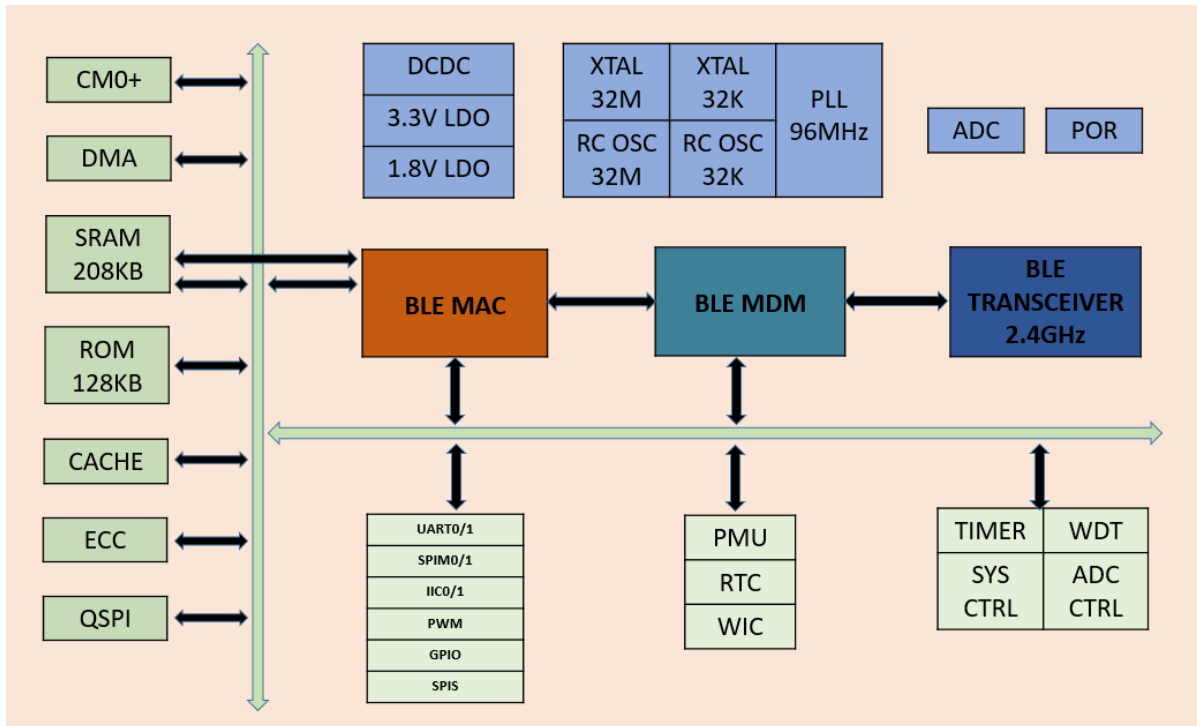 CM0+
DMA
SRAM
208KB
ROM
128KB
CACHE
ECC
QSPI
DCDC
3.3V LDO
1.8V LDO
XTAL
32M
XTAL
32K
RC OSC
32M
RC OSC
32K
PLL
96MHz
ADC
POR
BLE MAC
BLE MDM
BLE
TRANSCEIVER
2.4GHz
UART0/1
SPIM0/1
IIC0/1
PWM
GPIO
SPIS
PMU
RTC
WIC
TIMER
WDT
SYS
CTRL
ADC
CTRL